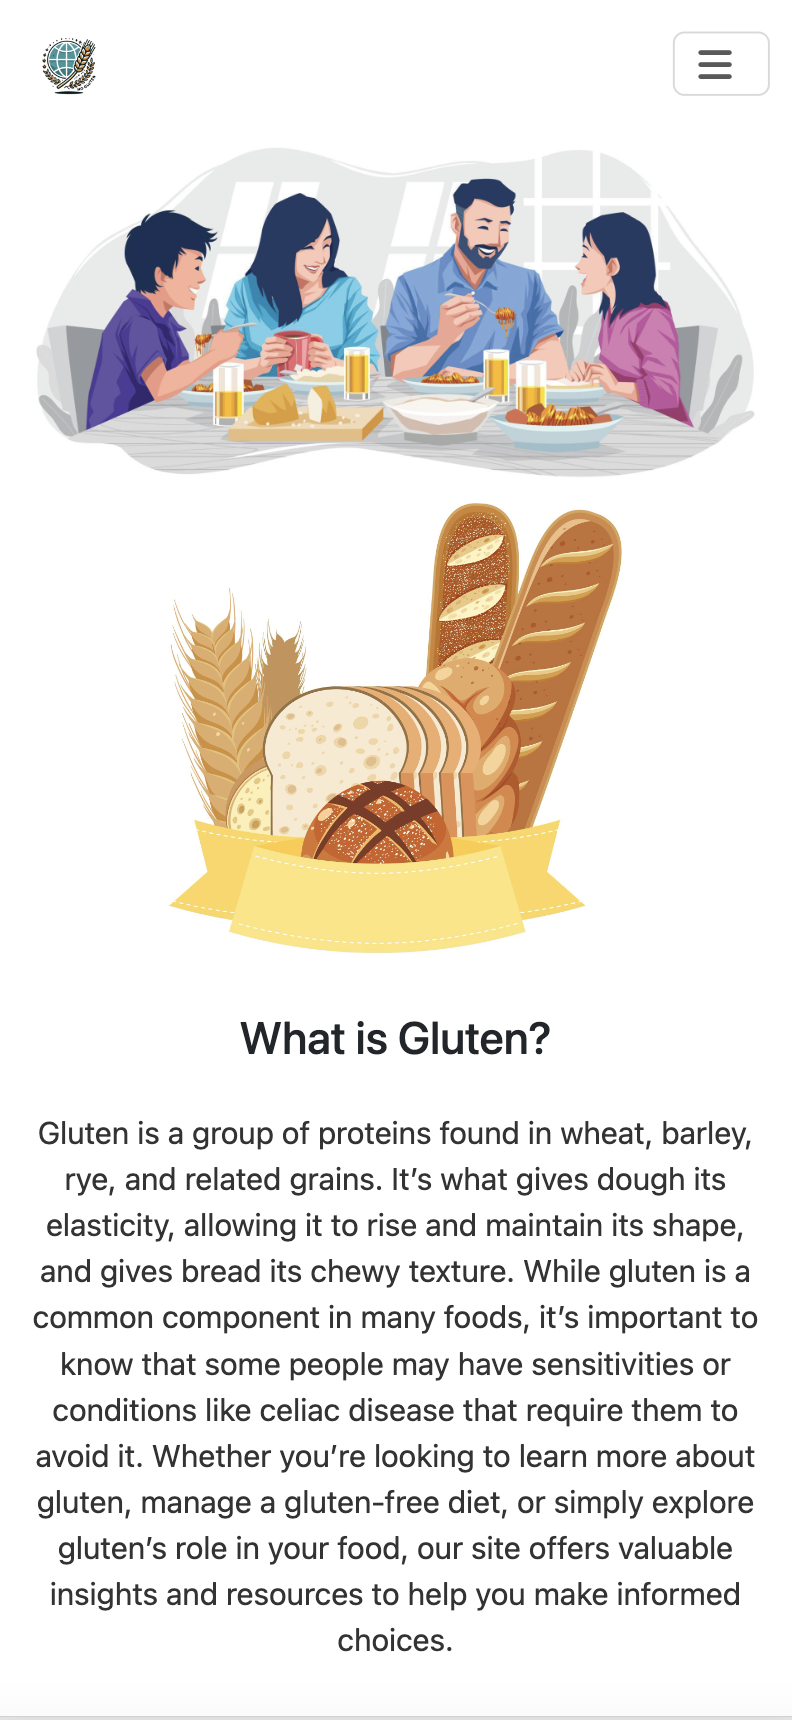 What is Gluten?
Gluten is a group of proteins found in wheat, barley,
rye, and related grains. It’s what gives dough its
elasticity, allowing it to rise and maintain its shape,
and gives bread its chewy texture. While gluten is a
common component in many foods, it’s important to
know that some people may have sensitivities or
conditions like celiac disease that require them to
avoid it. Whether you’re looking to learn more about
gluten, manage a gluten-free diet, or simply explore
gluten’s role in your food, our site offers valuable
insights and resources to help you make informed
choices.